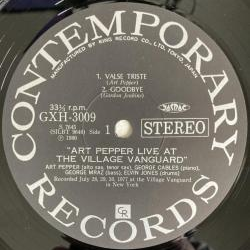 CONTEMPORARY RECORDS
MANUFACTURED BY KING RECORD CO., LTD. TOKYO, JAPAN
1. VALSE TRISTE
(Art Pepper)
2. GOODBYE
(Gordon Jenkins)
33⅓ r.p.m.
GXH-3009
S 7643
Side 1
℗ 1980
JASRAC
STEREO
"ART PEPPER LIVE AT
THE VILLAGE VANGUARD"
ART PEPPER (alto sax, tenor sax), GEORGE CABLES (piano),
GEORGE MRAZ (bass), ELVIN JONES (drums)
Recorded July 28, 29, 30, 1977 at the Village Vanguard
in New York
CR